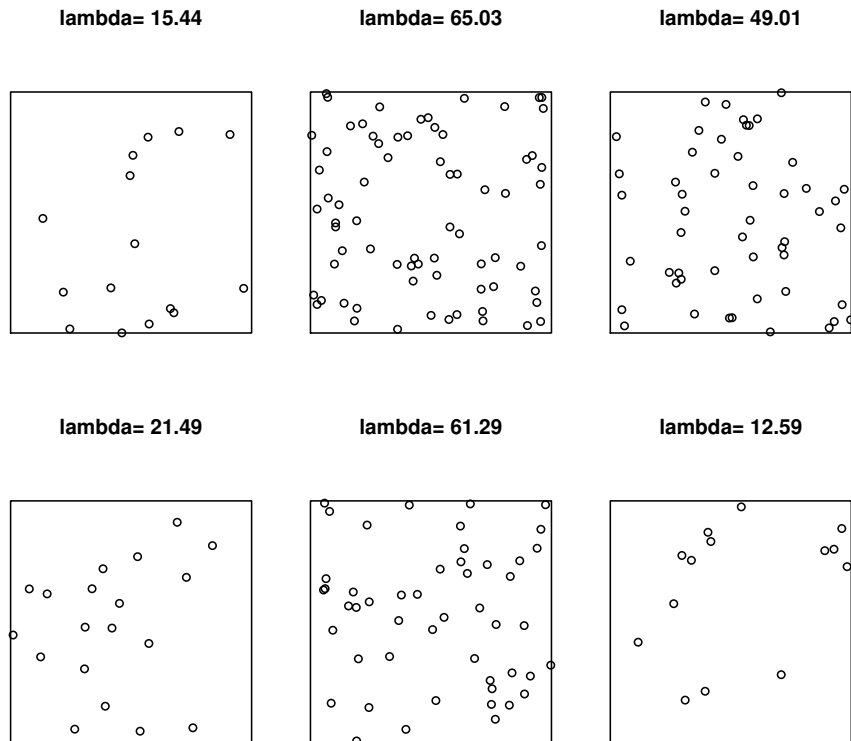 lambda= 15.44
lambda= 65.03
lambda= 49.01
lambda= 21.49
lambda= 61.29
lambda= 12.59